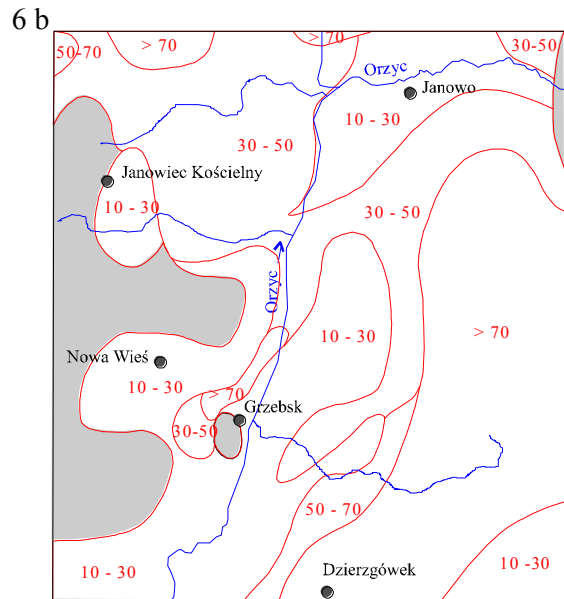 6 b
50-70
> 70
> 70
30-50
Orzyc
Janowo
10 - 30
30 - 50
Janowiec Kościelny
10 - 30
30 - 50
Orzyc
> 70
10 - 30
Nowa Wieś
10 - 30
> 70
Grzebsk
30-50
50 - 70
10 -30
10 - 30
Dzierzgówek